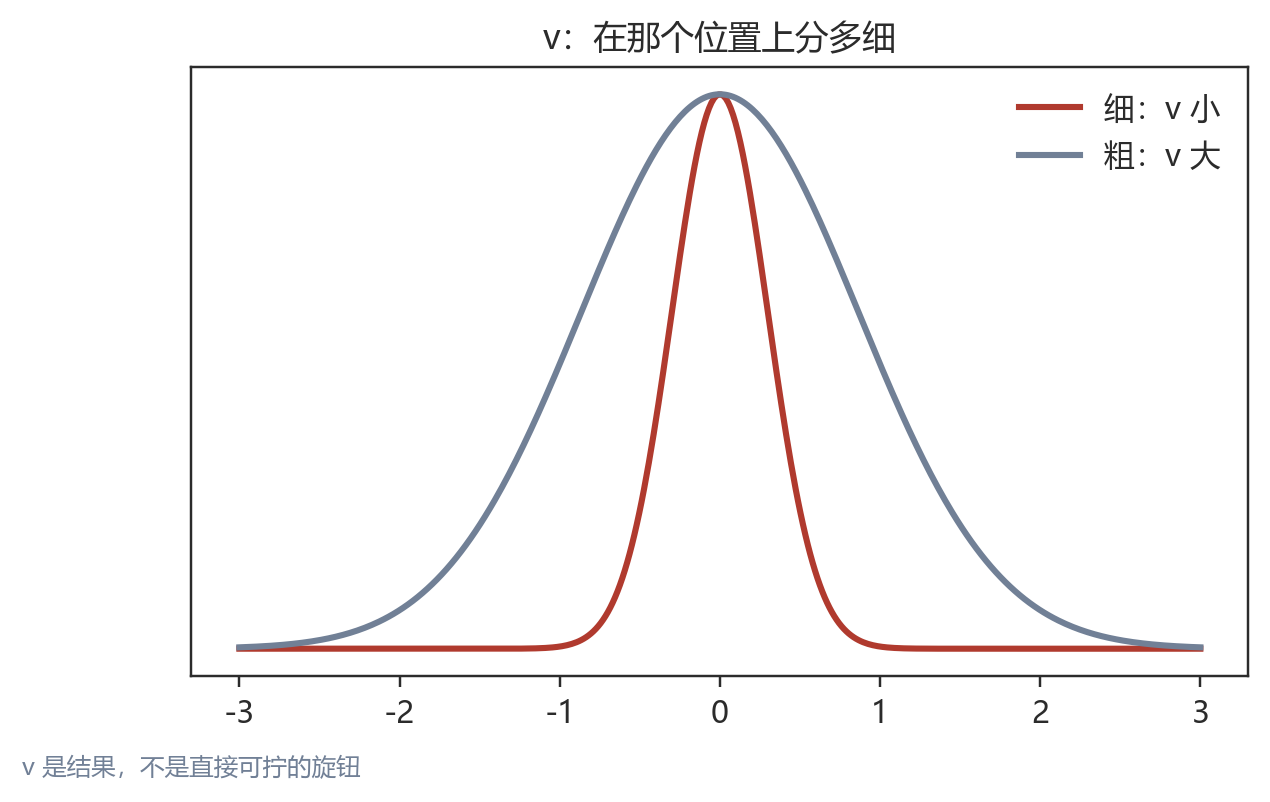 v：在那个位置上分多细
细：v 小
粗：v 大
-3 -2 -1 0 1 2 3
v 是结果，不是直接可拧的旋钮